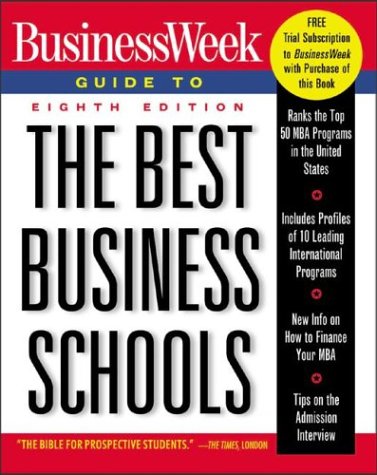 BusinessWeek
GUIDE TO
EIGHTH EDITION
THE BEST
BUSINESS
SCHOOLS
"THE BIBLE FOR PROSPECTIVE STUDENTS." —THE TIMES, LONDON
FREE
Trial Subscription
to BusinessWeek
with Purchase of
this Book
Ranks the Top
50 MBA Programs
in the United
States
Includes Profiles
of 10 Leading
International
Programs
New Info on
How to Finance
Your MBA
Tips on the
Admission
Interview